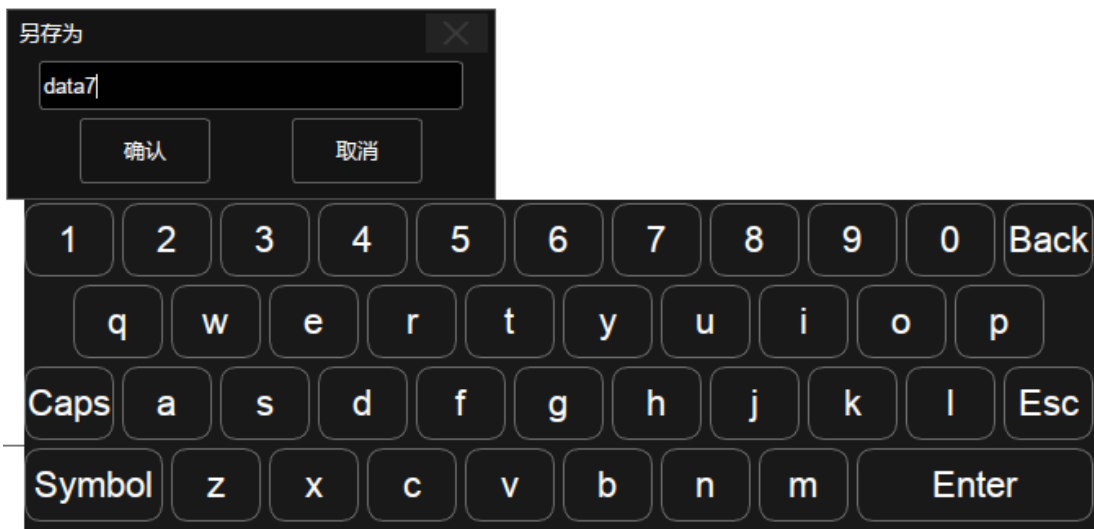 另存为
data7
确认 取消
1 2 3 4 5 6 7 8 9 0 Back
q w e r t y u i o p
Caps a s d f g h j k l Esc
Symbol z x c v b n m Enter